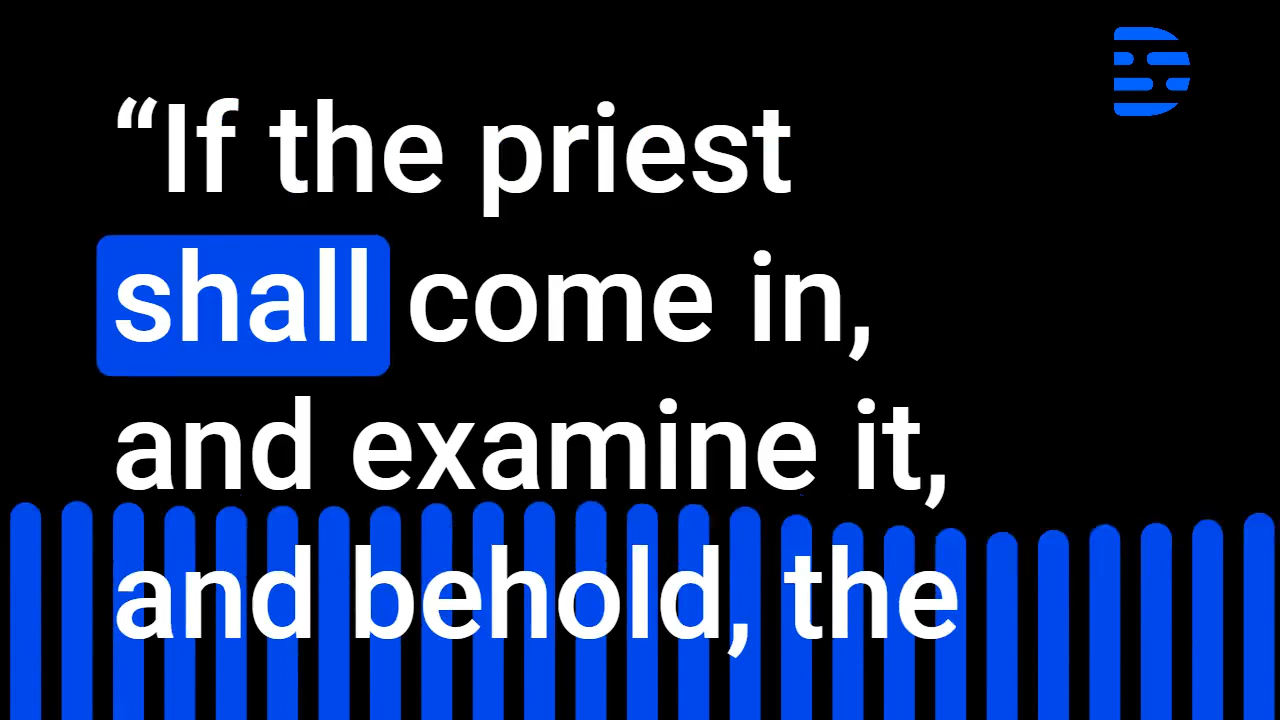 “If the priest
shall come in,
and examine it,
and behold, the